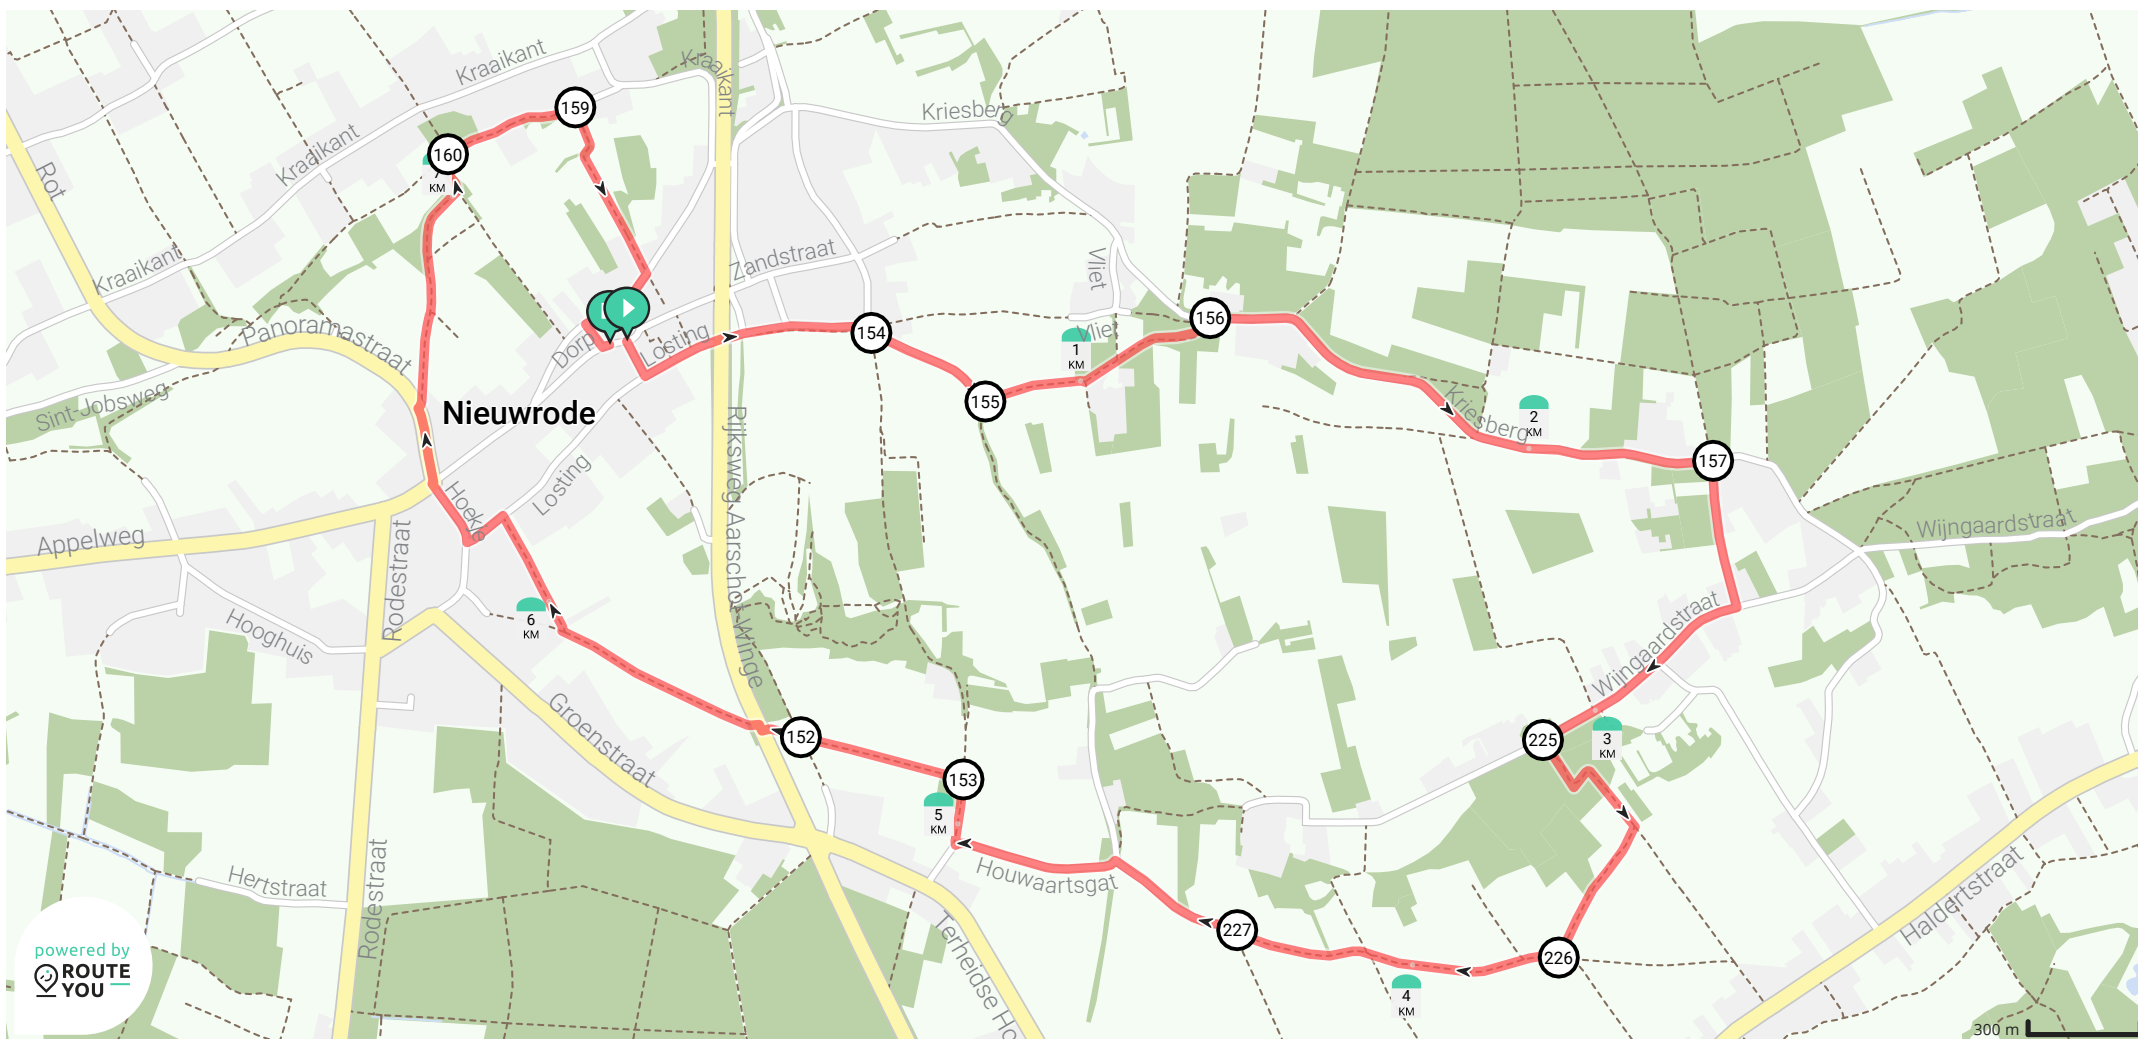 Kraaikant
Kraaikant
159
Kriesberg
160
KM
Kraaikant
Rot
Kraaikant
Zandstraat
Vliet
Panoramastraat
Dorp
Losting
154
156
Vliet
1
KM
Sint-Jobsweg
Nieuwrode
155
Kriesberg
2
KM
157
Rijksweg Aarschot-Winge
Losting
Hoekje
Appelweg
Rodestraat
Wijngaardstraat
Hooghuis
6
KM
Wijngaardstraat
Groenstraat
152
153
225
3
KM
5
KM
Houwaartsgat
Hertstraat
Rodestraat
227
226
4
KM
Haldertstraat
Terheidse Ho
powered by
ROUTE
YOU
300 m